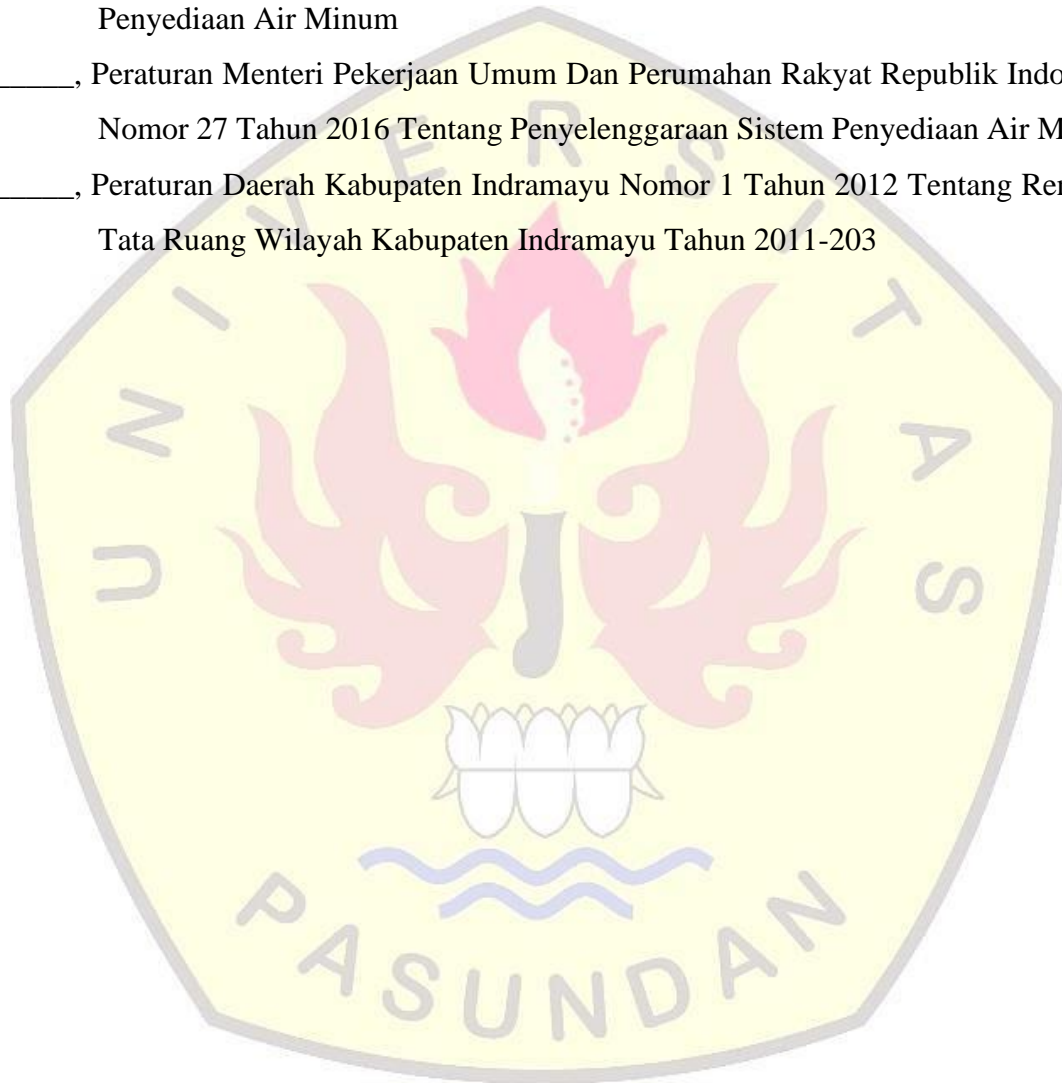 Penyediaan Air Minum
_____, Peraturan Menteri Pekerjaan Umum Dan Perumahan Rakyat Republik Indo
Nomor 27 Tahun 2016 Tentang Penyelenggaraan Sistem Penyediaan Air M
_____, Peraturan Daerah Kabupaten Indramayu Nomor 1 Tahun 2012 Tentang Ren
Tata Ruang Wilayah Kabupaten Indramayu Tahun 2011-203
UNIVERSITAS
PASUNDAN